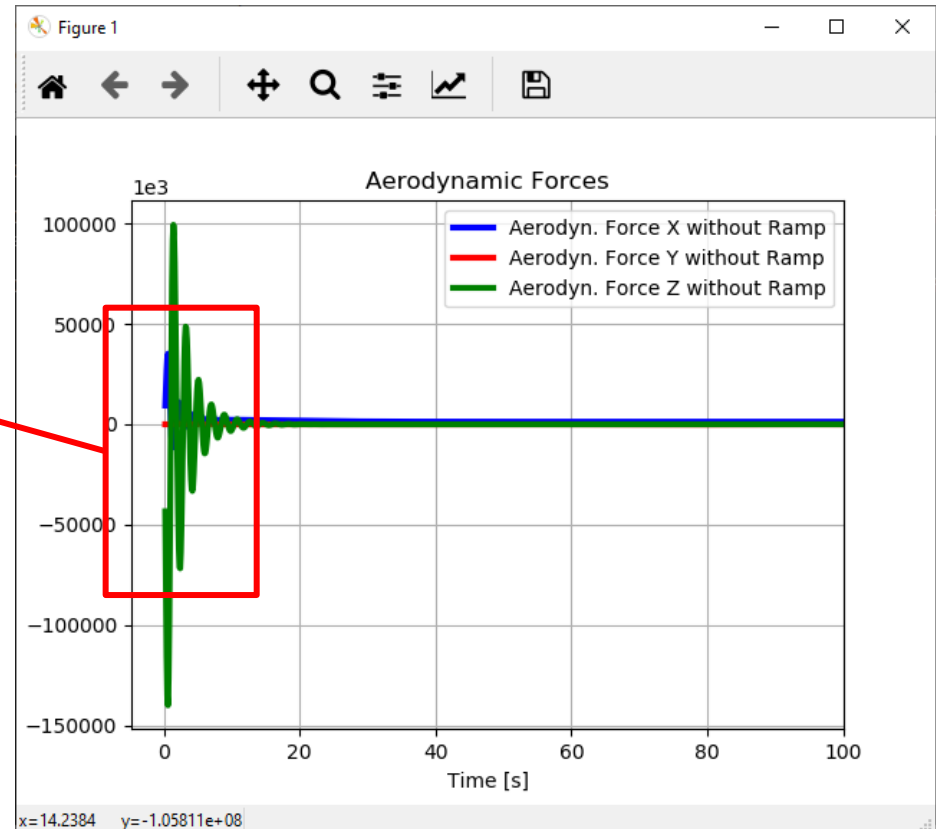 Figure 1
Aerodynamic Forces
1e3
Aerodyn. Force X without Ramp
Aerodyn. Force Y without Ramp
Aerodyn. Force Z without Ramp
100000
50000
0
−50000
−100000
−150000
0 20 40 60 80 100
Time [s]
x=14.2384 y=-1.05811e+08